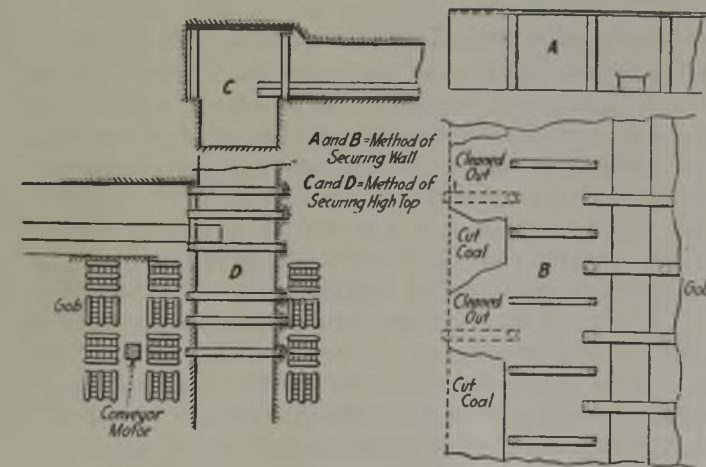 C
A and B = Method of
Securing Wall
C and D = Method of
Securing High Top
D
Gob
Conveyor
Motor
A
Cleaned
Out
Cut
Coal
B
Cleaned
Out
Cut
Coal
Gob